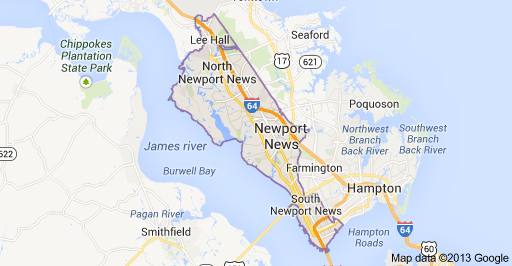 Chippokes
Plantation
State Park
Lee Hall
Seaford
17
621
North
Newport News
64
Poquoson
Newport
News
Northwest
Branch
Back River
Southwest
Branch
Back River
James river
622
Burwell Bay
Farmington
Hampton
South
Newport News
Pagan River
Smithfield
Hampton
Roads
64
60
Map data ©2013 Google